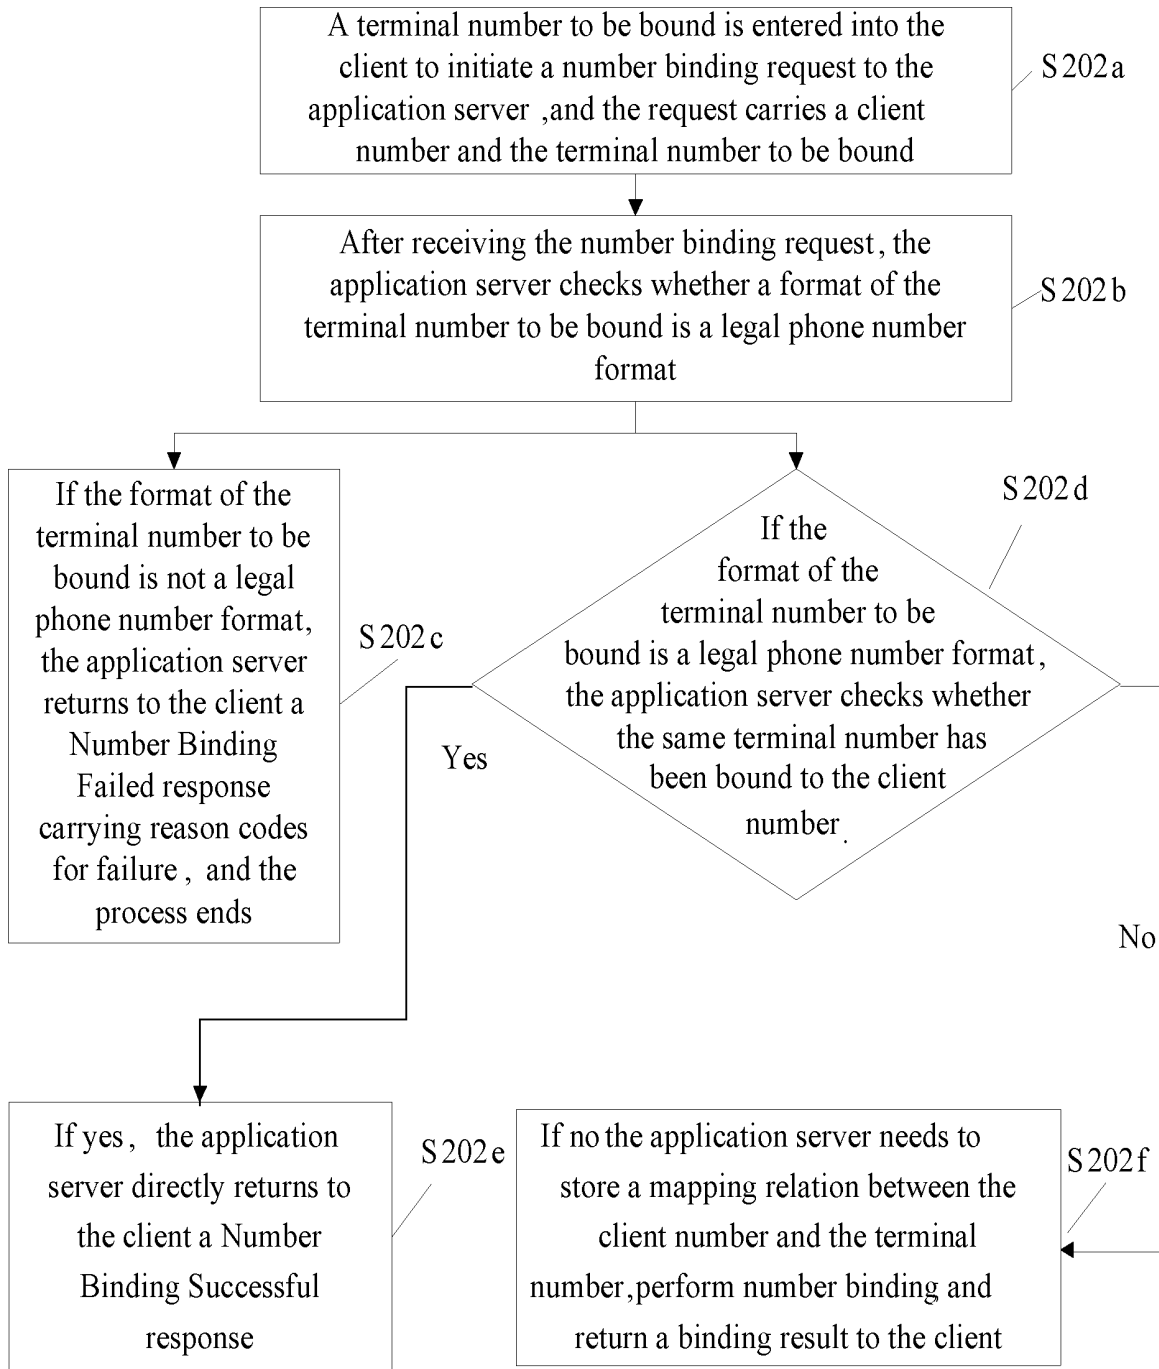 A terminal number to be bound is entered into the
client to initiate a number binding request to the
application server ,and the request carries a client
number and the terminal number to be bound
S202a
After receiving the number binding request, the
application server checks whether a format of the
terminal number to be bound is a legal phone number
format
S202b
If the format of the
terminal number to be
bound is not a legal
phone number format,
the application server
returns to the client a
Number Binding
Failed response
carrying reason codes
for failure, and the
process ends
S202c
If the
format of the
terminal number to be
bound is a legal phone number format,
the application server checks whether
the same terminal number has
been bound to the client
number.
S202d
Yes
No
If yes, the application
server directly returns to
the client a Number
Binding Successful
response
S202e
If no the application server needs to
store a mapping relation between the
client number and the terminal
number,perform number binding, and
return a binding result to the client
S202f